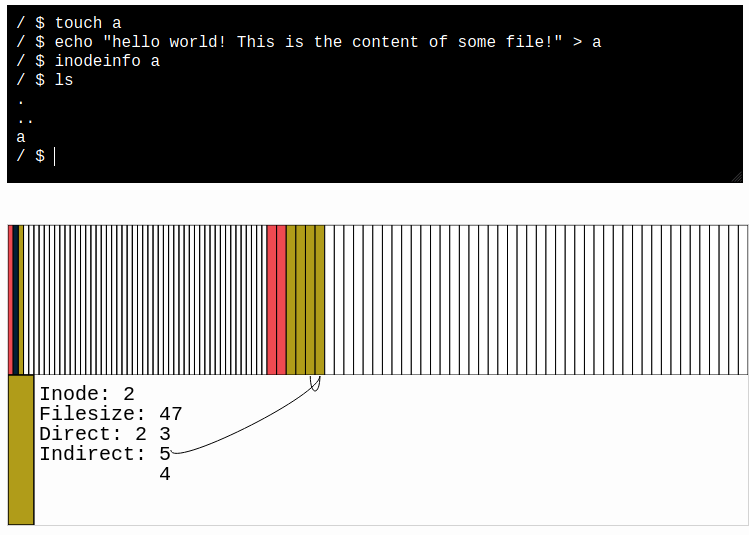 / $ touch a
/ $ echo "hello world! This is the content of some file!" > a
/ $ inodeinfo a
/ $ ls
.
..
a
/ $
Inode: 2
Filesize: 47
Direct: 2 3
Indirect: 5
4